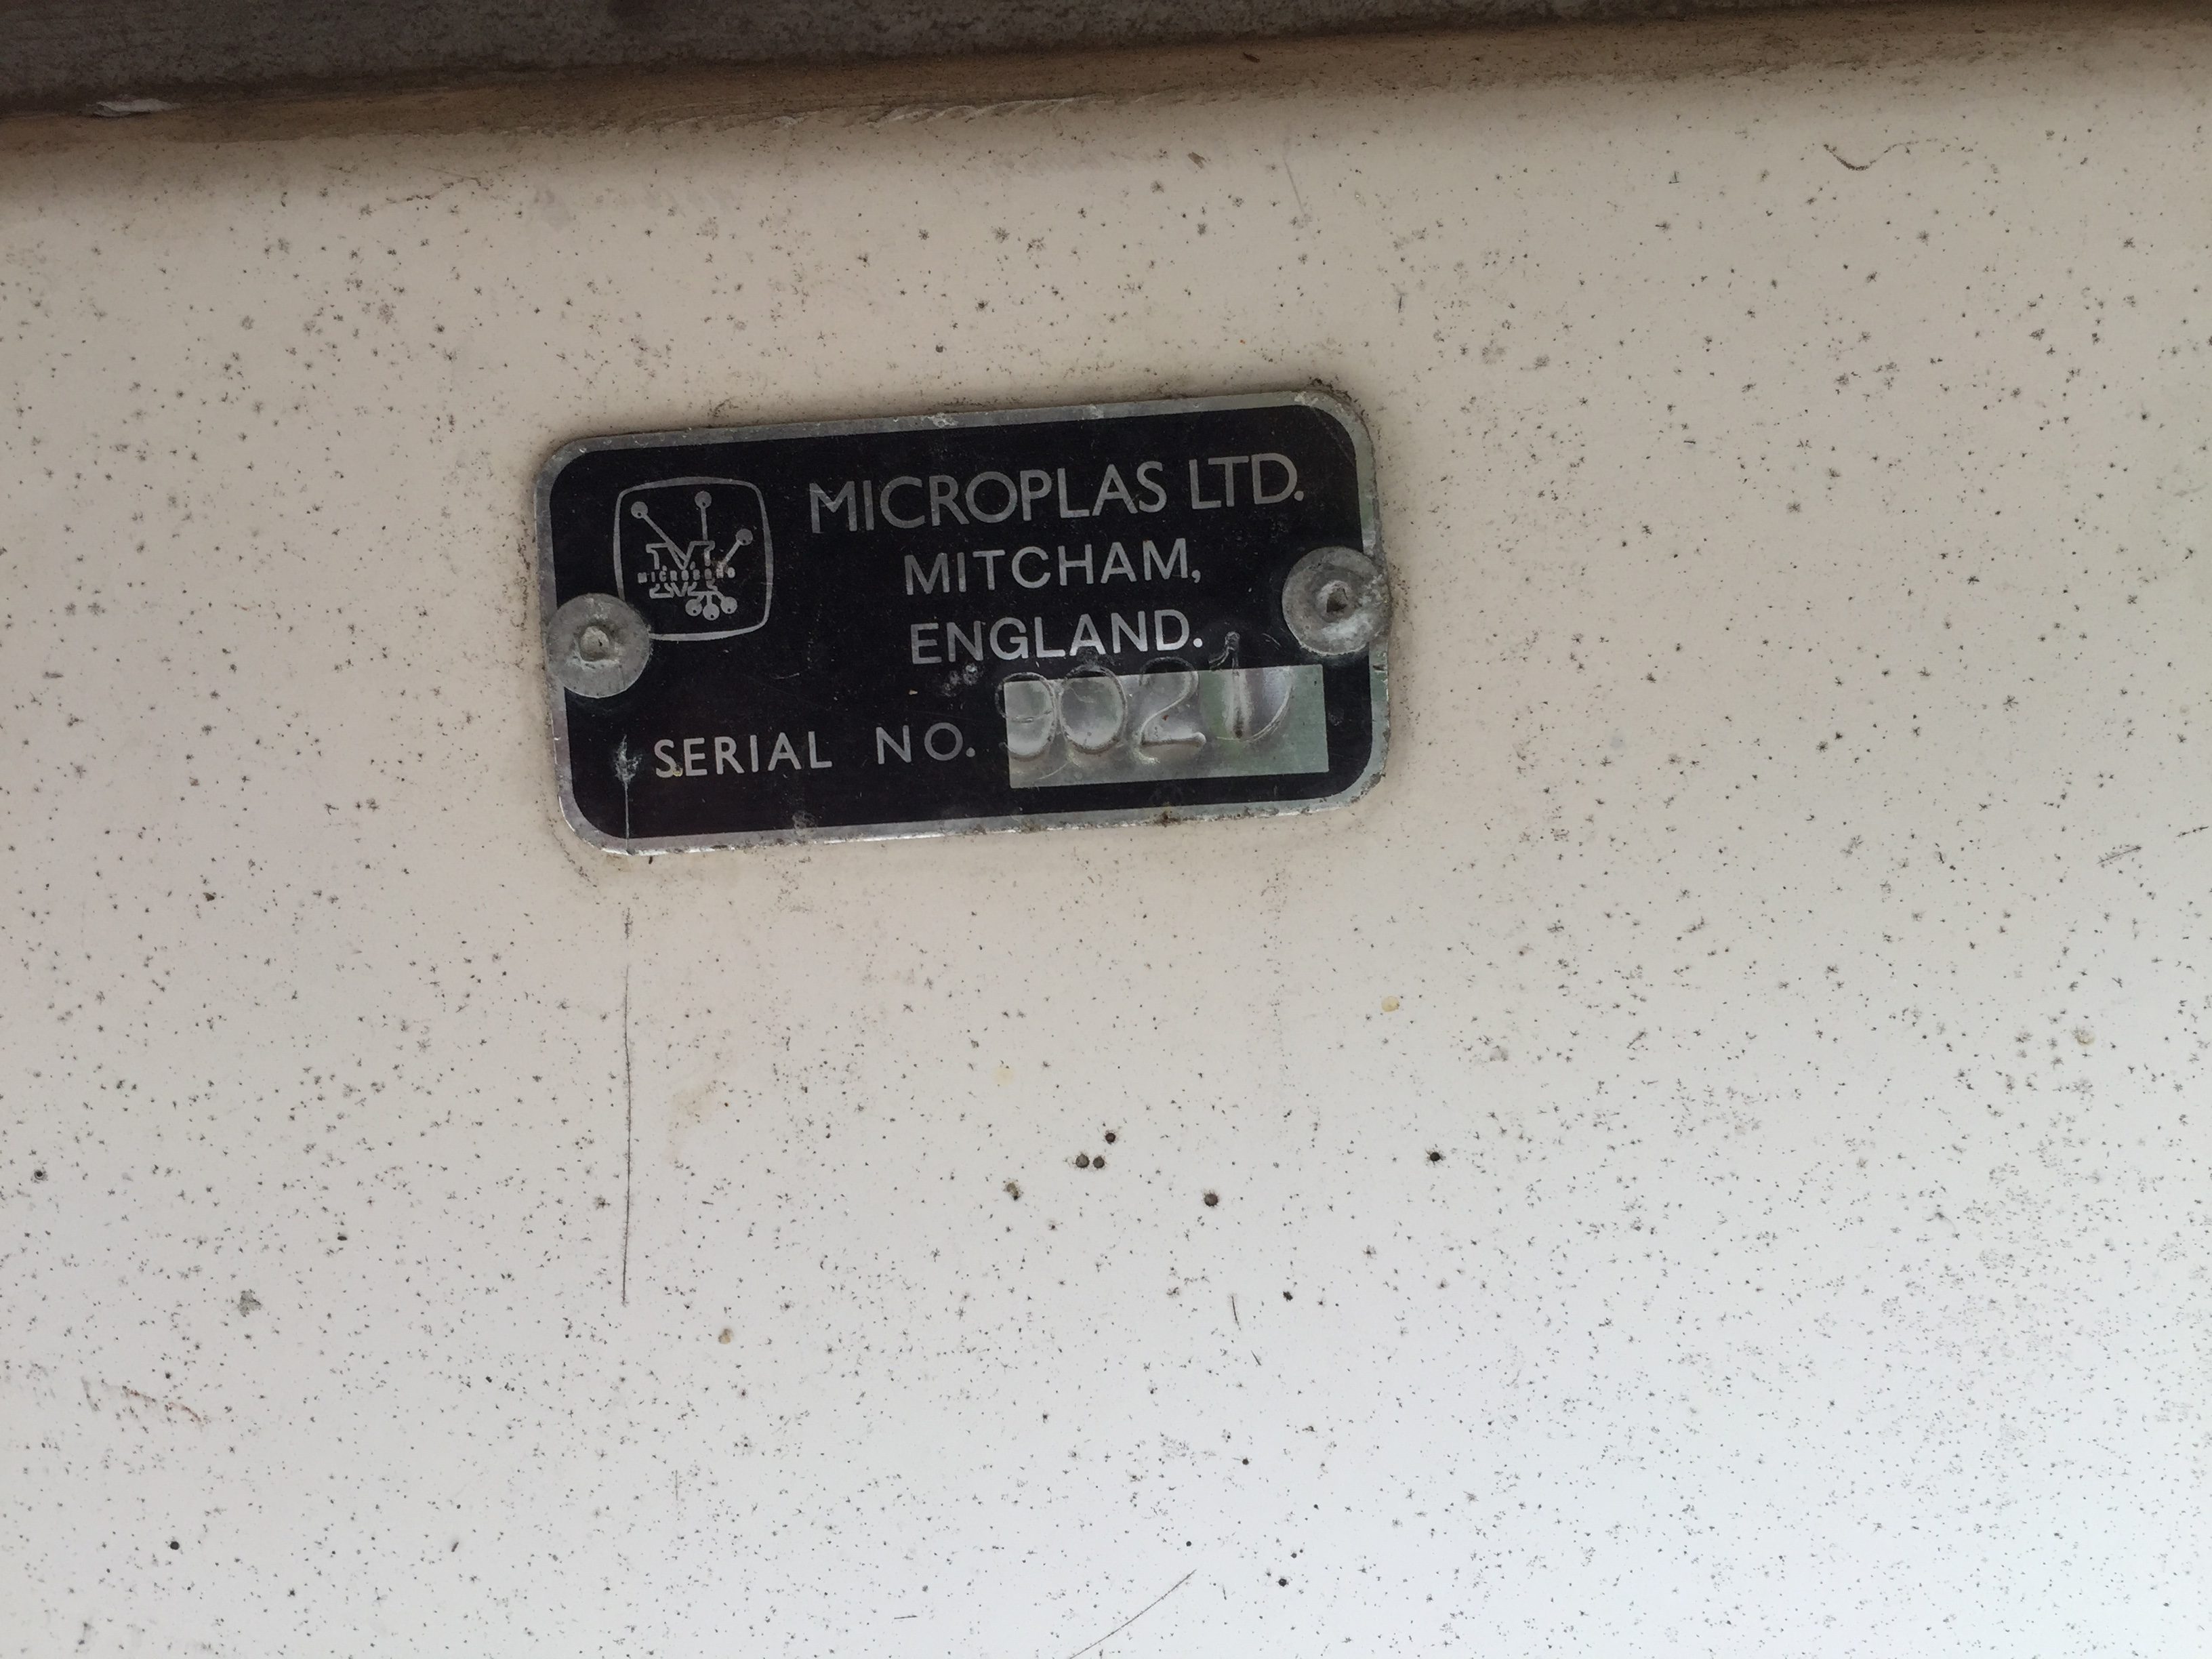 MICROPLAS LTD.
MITCHAM,
ENGLAND.
SERIAL NO.